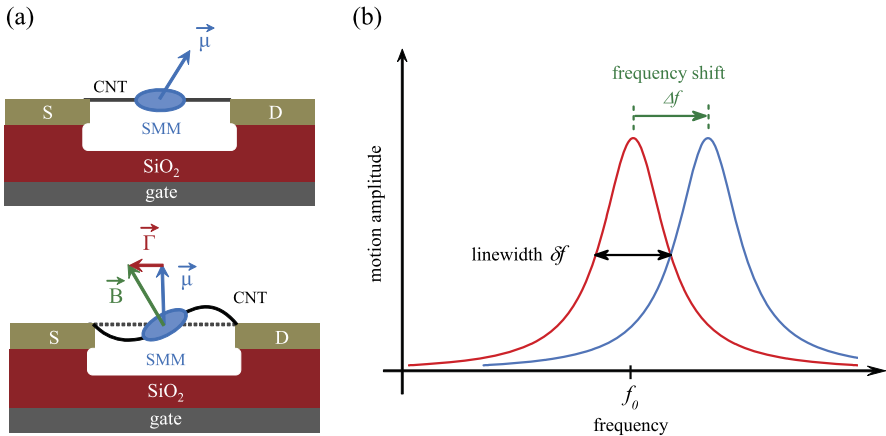 (a)
μ
CNT
S
D
SMM
SiO₂
gate
Γ
B
μ
CNT
S
D
SMM
SiO₂
gate
(b)
frequency shift
Δf
motion amplitude
linewidth δf
f₀
frequency